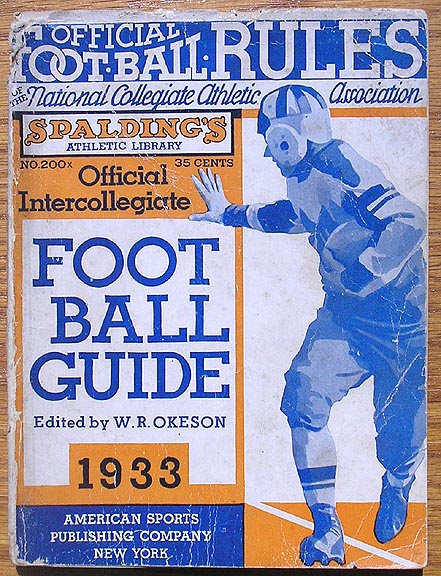 OFFICIAL
FOOT·BALL·RULES
OF THE National Collegiate Athletic Association
SPALDING'S
ATHLETIC LIBRARY
NO.200X 35 CENTS
Official
Intercollegiate
FOOT
BALL
GUIDE
Edited by W.R. OKESON
1933
AMERICAN SPORTS
PUBLISHING COMPANY
NEW YORK